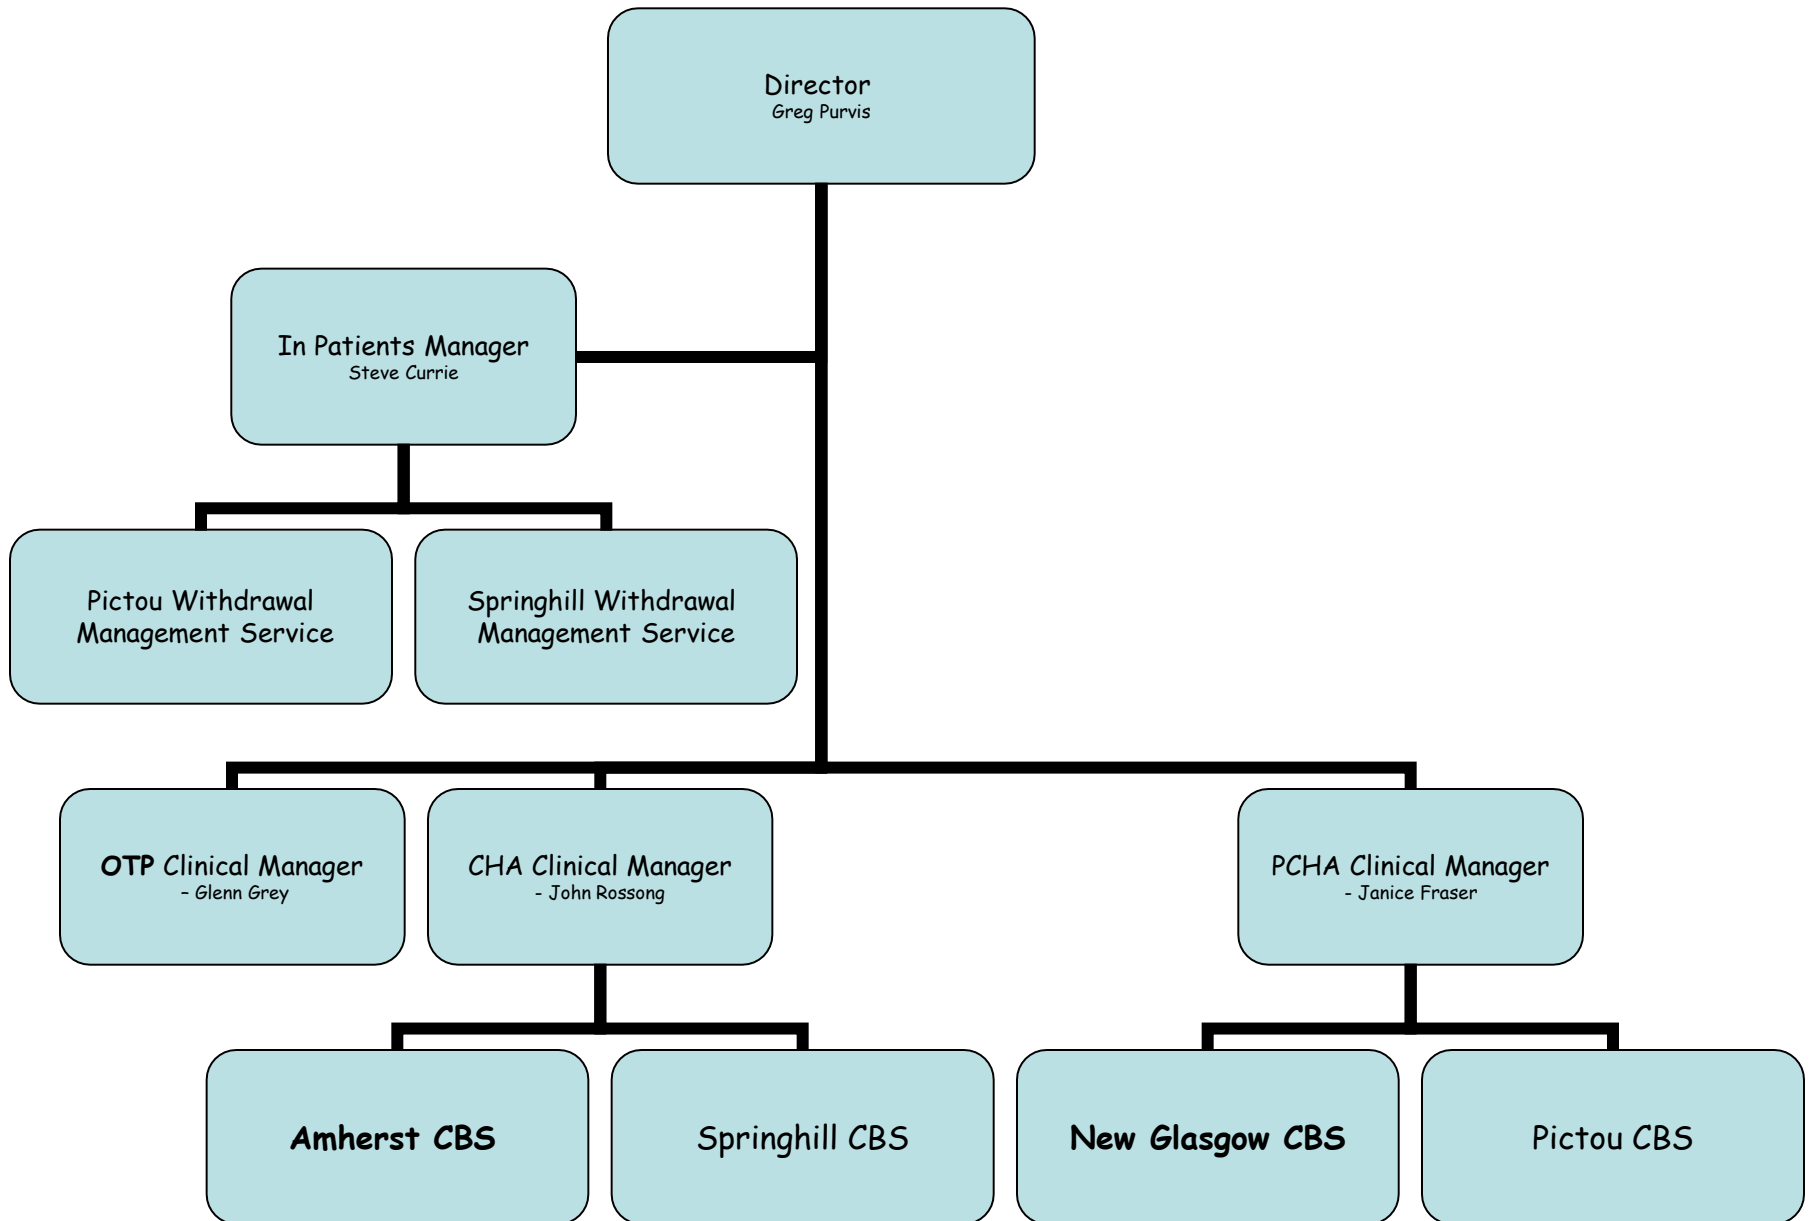 Director
Greg Purvis
In Patients Manager
Steve Currie
Pictou Withdrawal
Management Service
Springhill Withdrawal
Management Service
OTP Clinical Manager
– Glenn Grey
CHA Clinical Manager
- John Rossong
PCHA Clinical Manager
- Janice Fraser
Amherst CBS
Springhill CBS
New Glasgow CBS
Pictou CBS